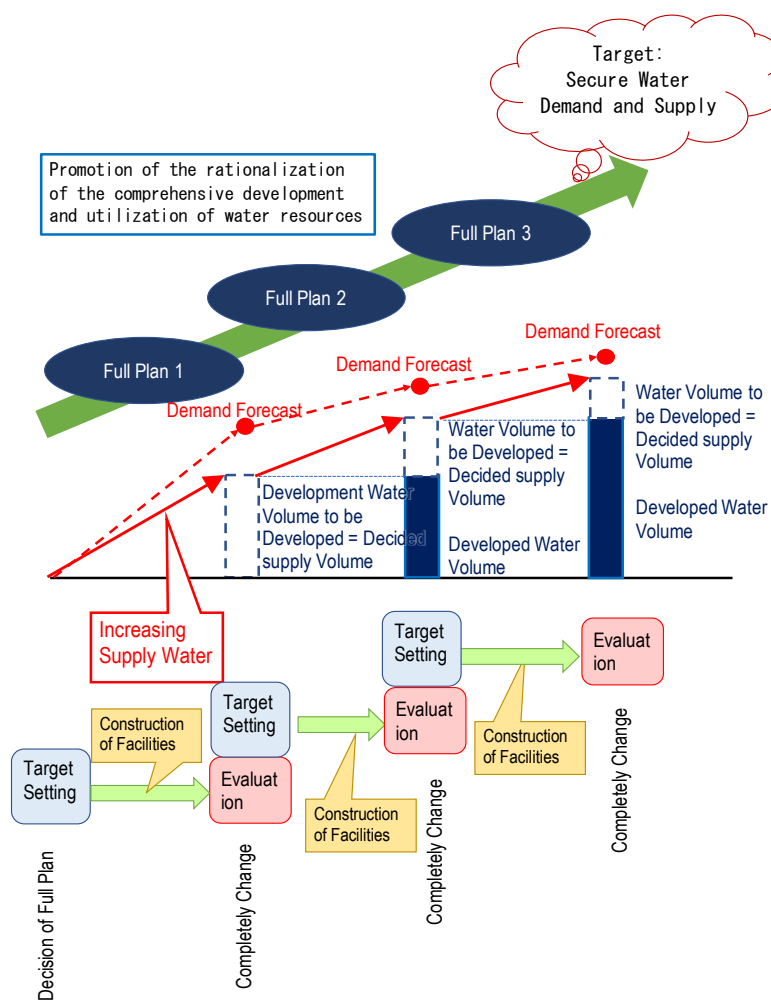 Target:
Secure Water
Demand and Supply
Promotion of the rationalization
of the comprehensive development
and utilization of water resources
Full Plan 3
Full Plan 2
Full Plan 1
Demand Forecast
Demand Forecast
Demand Forecast
Water Volume to
be Developed =
Decided supply
Volume
Developed Water
Volume
Water Volume to
be Developed =
Decided supply
Volume
Developed Water
Volume
Development Water
Volume to be
Developed = Decided
supply Volume
Increasing
Supply Water
Target
Setting
Evaluat
ion
Target
Setting
Evaluat
ion
Construction
of Facilities
Construction
of Facilities
Target
Setting
Evaluat
ion
Construction
of Facilities
Decision of Full Plan
Completely Change
Completely Change
Completely Change